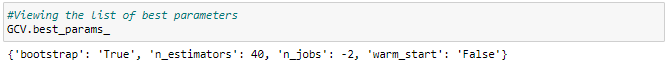 #Viewing the list of best parameters
GCV.best_params_
{'bootstrap': 'True', 'n_estimators': 40, 'n_jobs': -2, 'warm_start': 'False'}